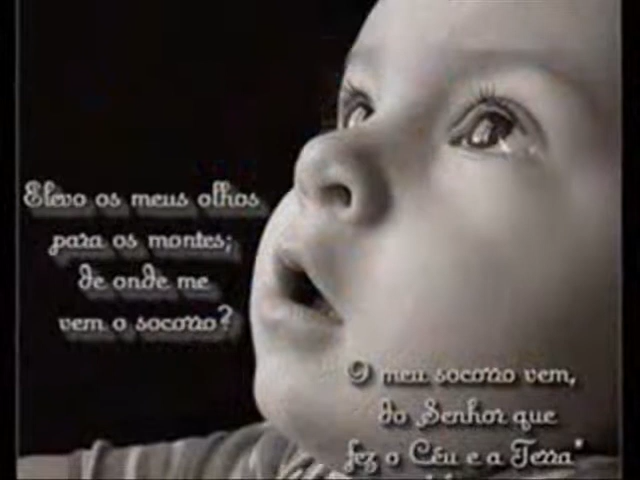 Elevo os meus olhos
para os montes;
de onde me
vem o socorro?
O meu socorro vem,
do Senhor que
fez o Céu e a Terra"